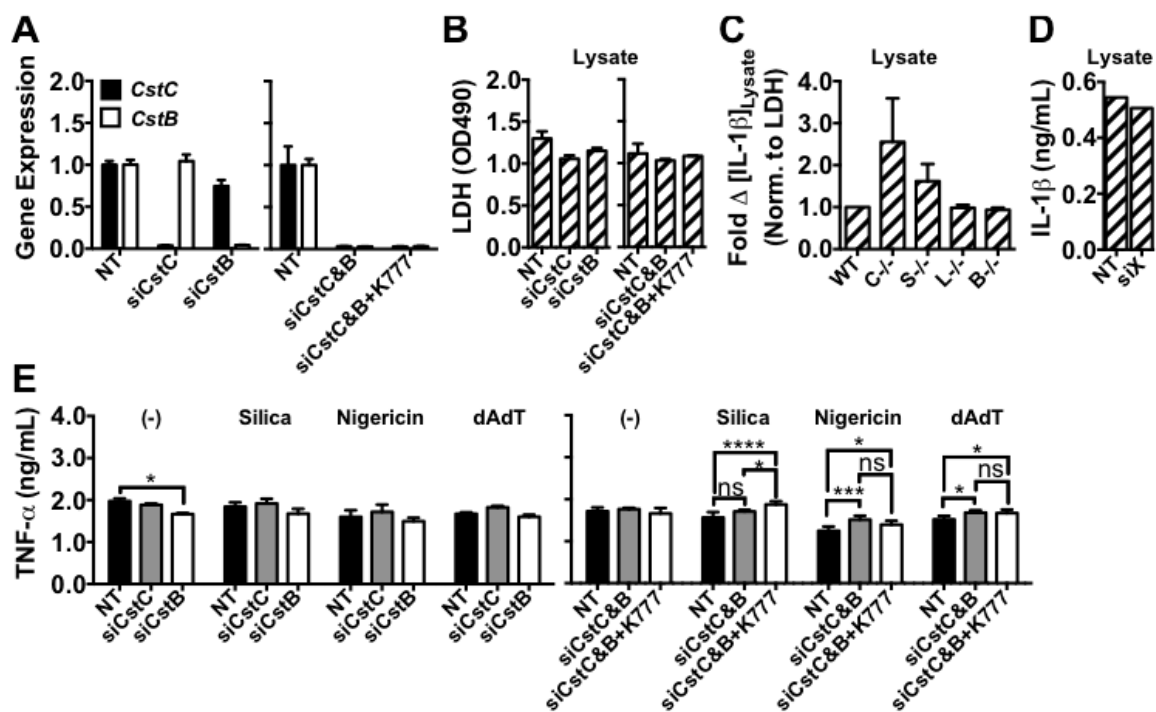 A
Gene Expression
2.0
1.5
1.0
0.5
0.0
CstC
CstB
NT
siCstC
siCstB
NT
siCstC&B
siCstC&B+K777
B
Lysate
LDH (OD490)
2.0
1.5
1.0
0.5
0.0
NT
siCstC
siCstB
NT
siCstC&B
siCstC&B+K777
C
Lysate
Fold Δ [IL-1β]Lysate
(Norm. to LDH)
4.0
3.0
2.0
1.0
0.0
WT
C-/-
S-/-
L-/-
B-/-
D
Lysate
IL-1β (ng/mL)
0.6
0.4
0.2
0.0
NT
siX
E
TNF-α (ng/mL)
4.0
3.0
2.0
1.0
0.0
(-)
Silica
Nigericin
dAdT
*
NT
siCstC
siCstB
NT
siCstC
siCstB
NT
siCstC
siCstB
NT
siCstC
siCstB
(-)
Silica
Nigericin
dAdT
****
*
ns
*
ns
***
*
ns
*
NT
siCstC&B
siCstC&B+K777
NT
siCstC&B
siCstC&B+K777
NT
siCstC&B
siCstC&B+K777
NT
siCstC&B
siCstC&B+K777